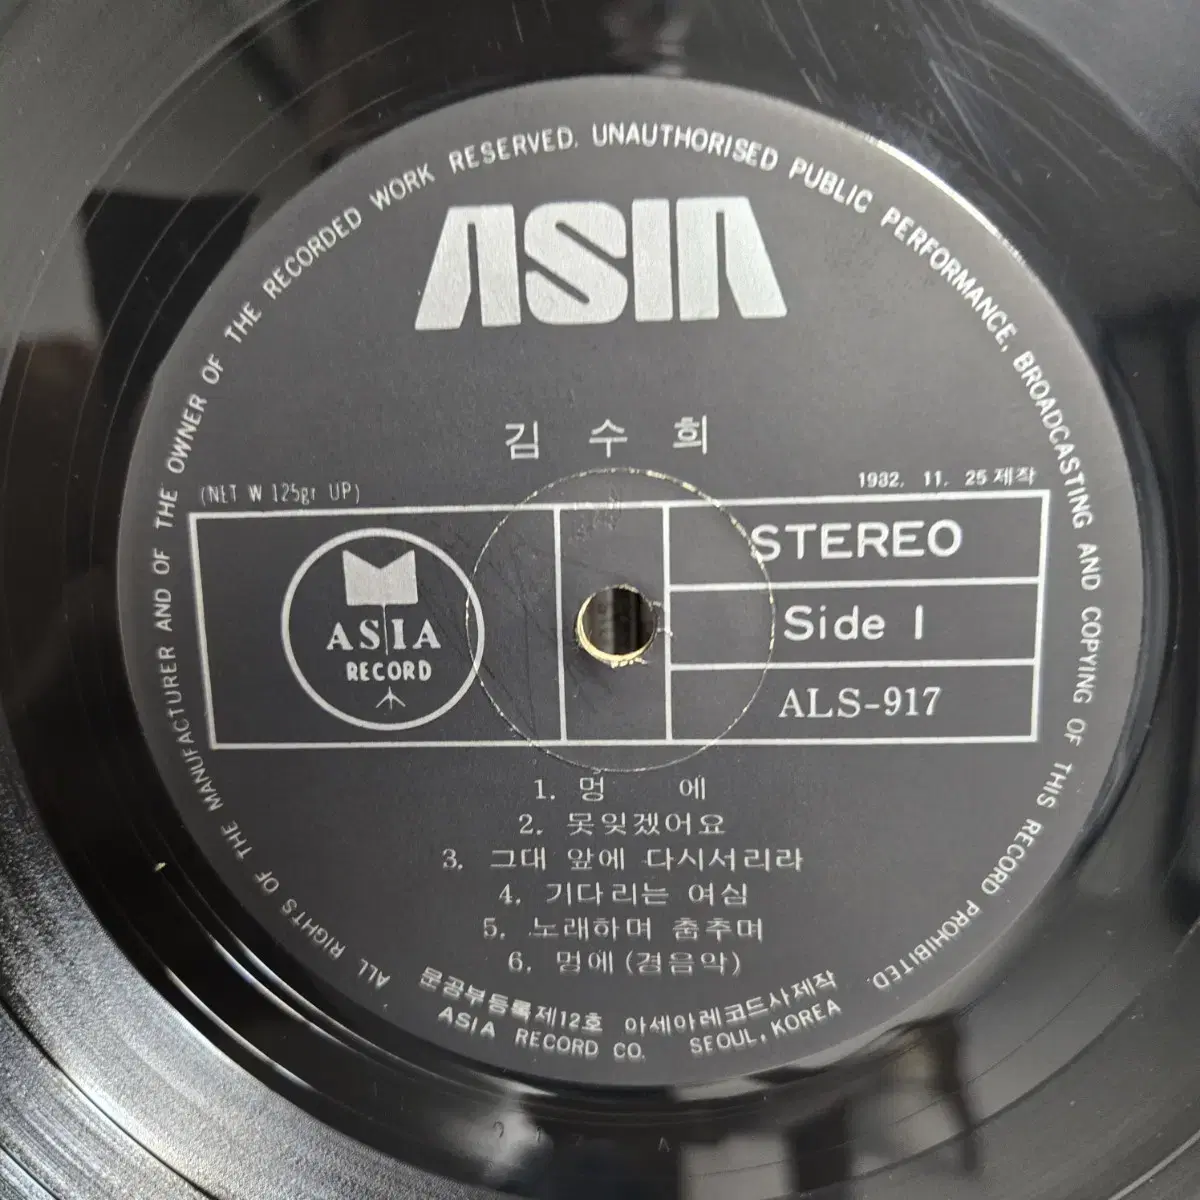 ALL RIGHTS OF THE MANUFACTURER AND OF THE OWNER OF THE RECORDED WORK RESERVED. UNAUTHORISED PUBLIC PERFORMANCE, BROADCASTING AND COPYING OF THIS RECORD PROHIBITED.
ASIA
김 수 희
(NET W 125gr UP)
1982. 11. 25 제작
ASIA
RECORD
STEREO
Side 1
ALS-917
1. 멍 에
2. 못잊겠어요
3. 그대 앞에 다시서리라
4. 기다리는 여심
5. 노래하며 춤추며
6. 멍에 (경음악)
문공부등록제12호 아세아레코드사제작
ASIA RECORD CO. SEOUL, KOREA